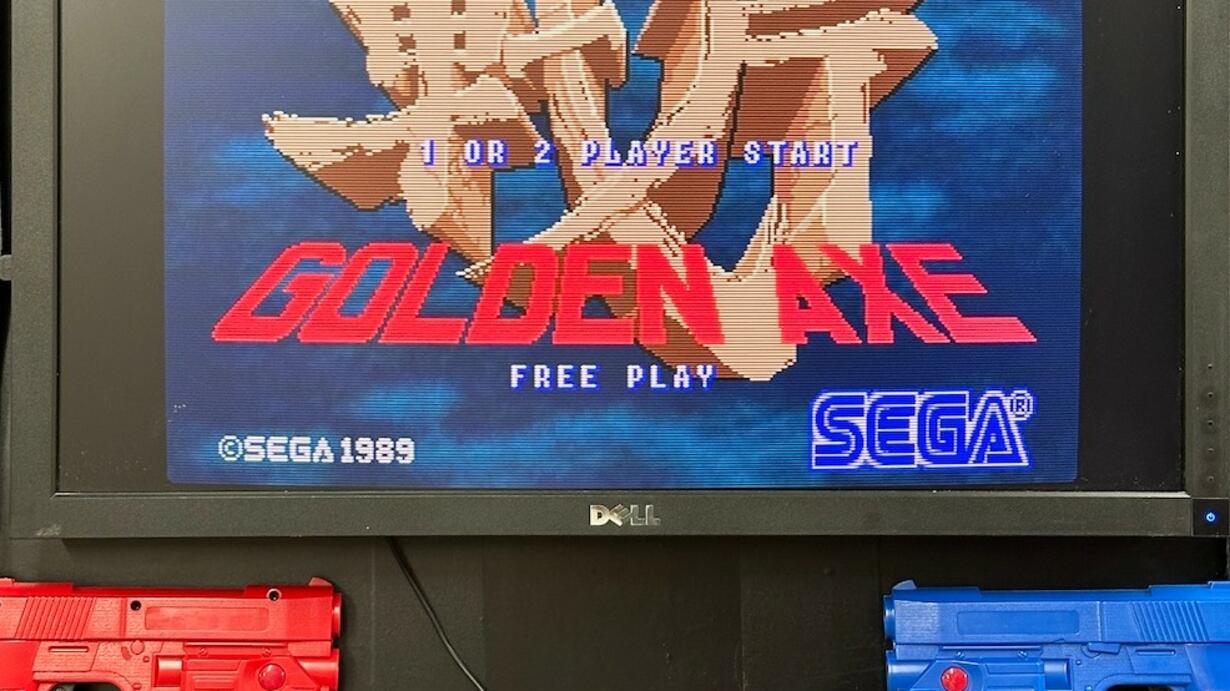 1 OR 2 PLAYER START
GOLDEN AXE
FREE PLAY
SEGA®
©SEGA 1989
DELL